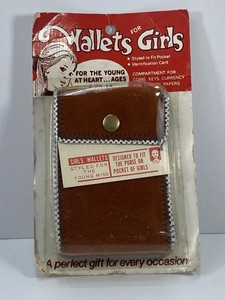 Wallets FOR Girls
• Styled to Fit Pocket
• Identification Card
FOR THE YOUNG
AT HEART...AGES
COMPARTMENT FOR
COINS, KEYS, CURRENCY
PAPERS
GIRLS WALLETS
STYLED FOR
THE
YOUNG MISS
DESIGNED TO FIT
THE PURSE OR
POCKET OF GIRLS
A perfect gift for every occasion